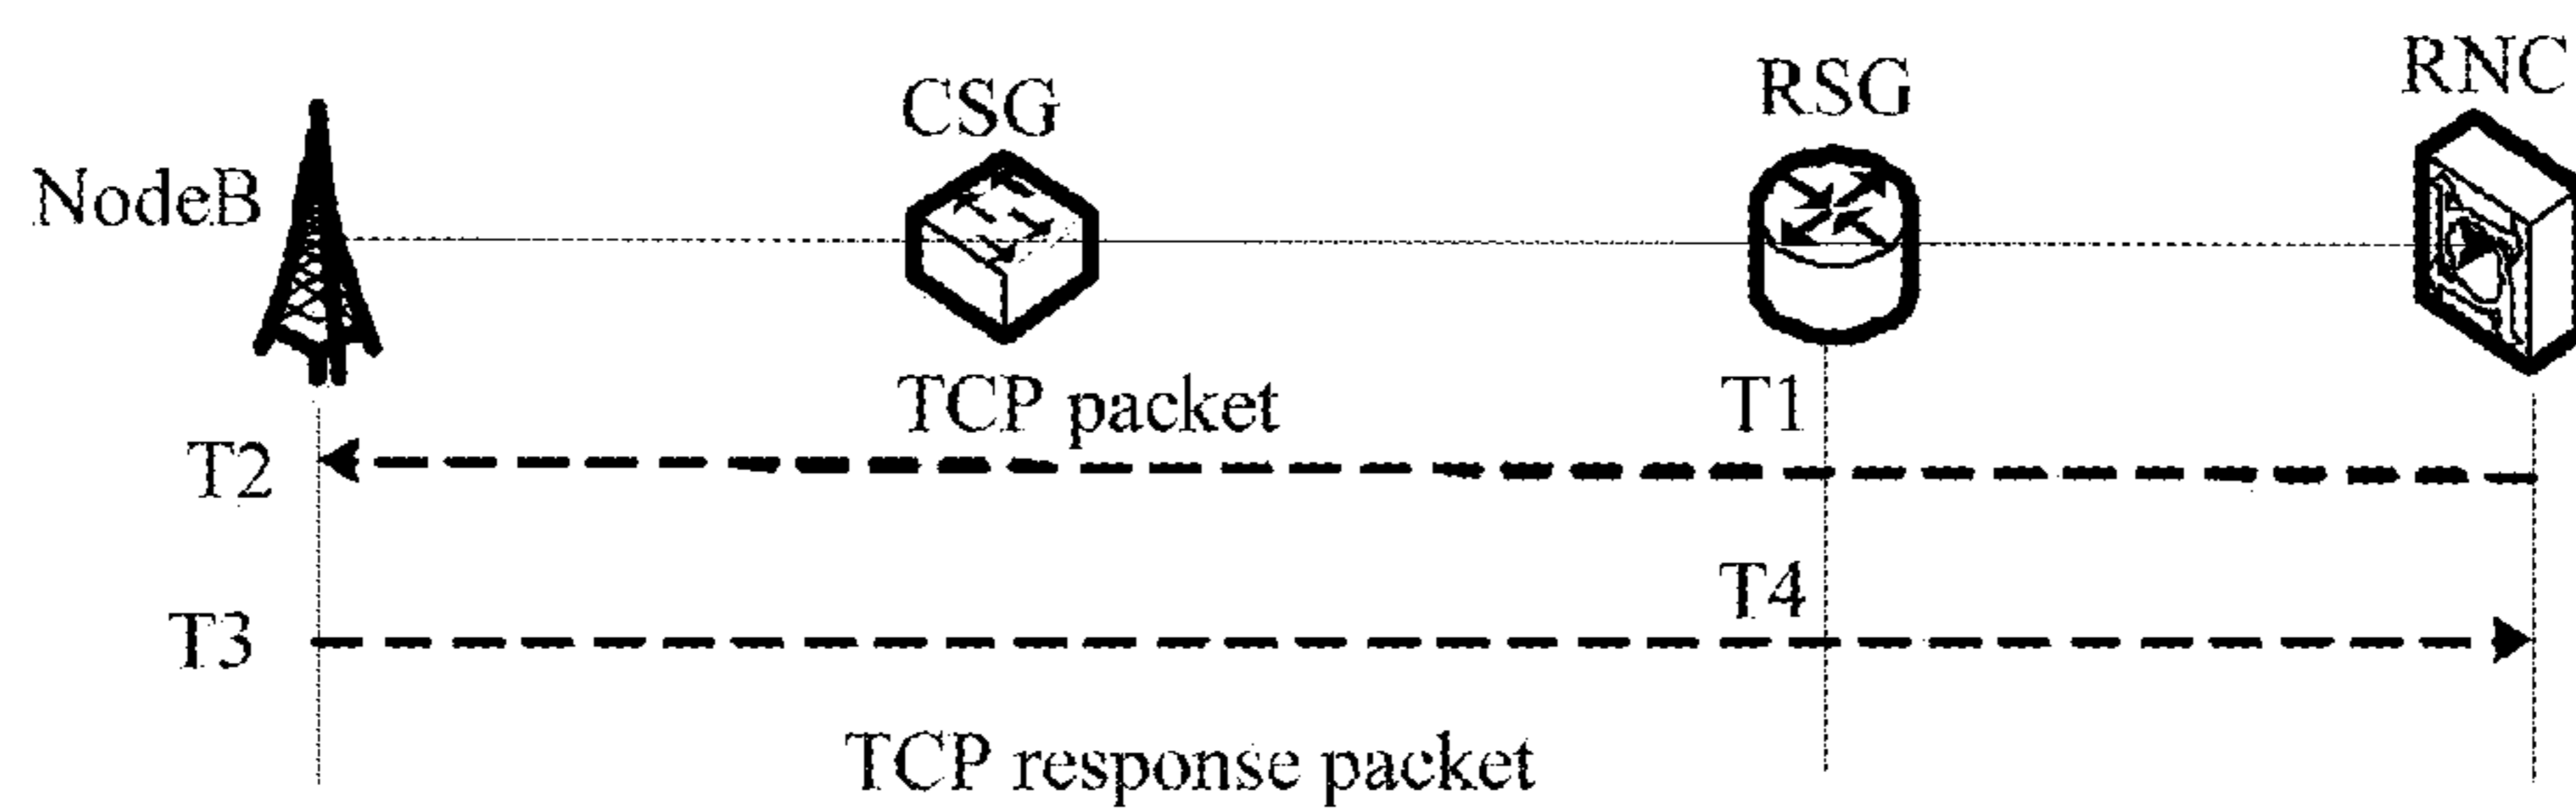 RNC
RSG
CSG
NodeB
TCP packet
T1
T2
T4
T3
TCP response packet